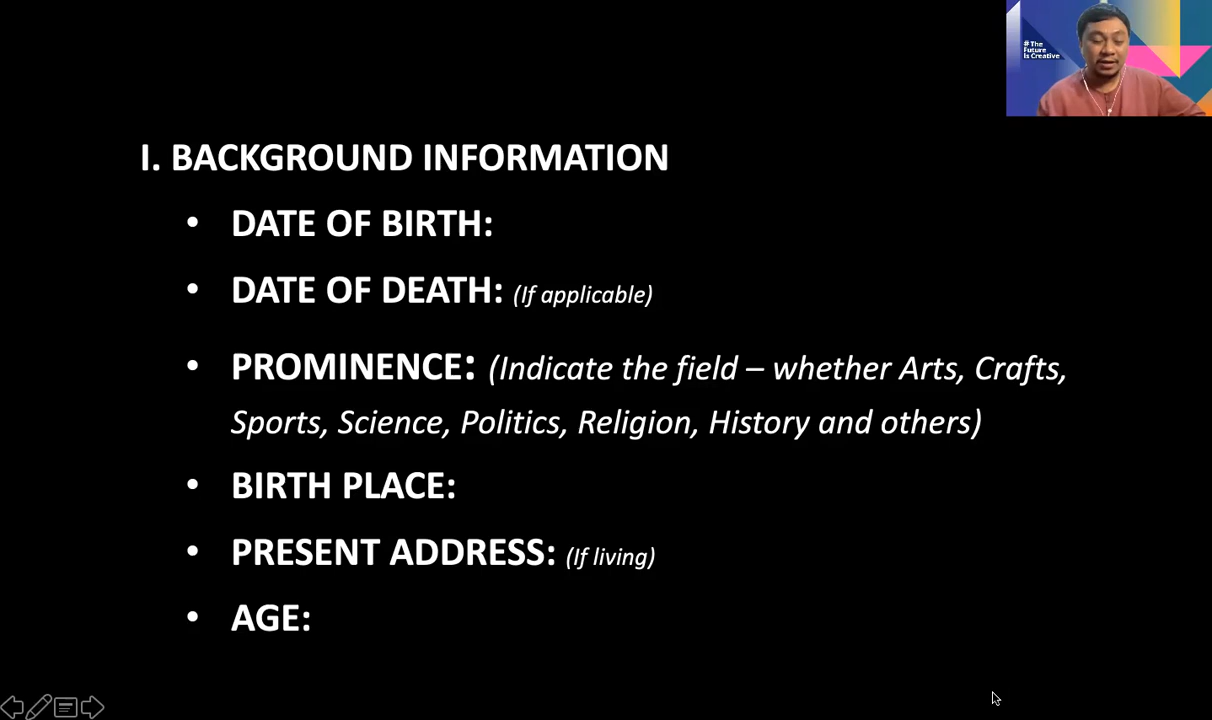 #The
Future
Is Creative
I. BACKGROUND INFORMATION
• DATE OF BIRTH:
• DATE OF DEATH: (If applicable)
• PROMINENCE: (Indicate the field – whether Arts, Crafts,
Sports, Science, Politics, Religion, History and others)
• BIRTH PLACE:
• PRESENT ADDRESS: (If living)
• AGE: